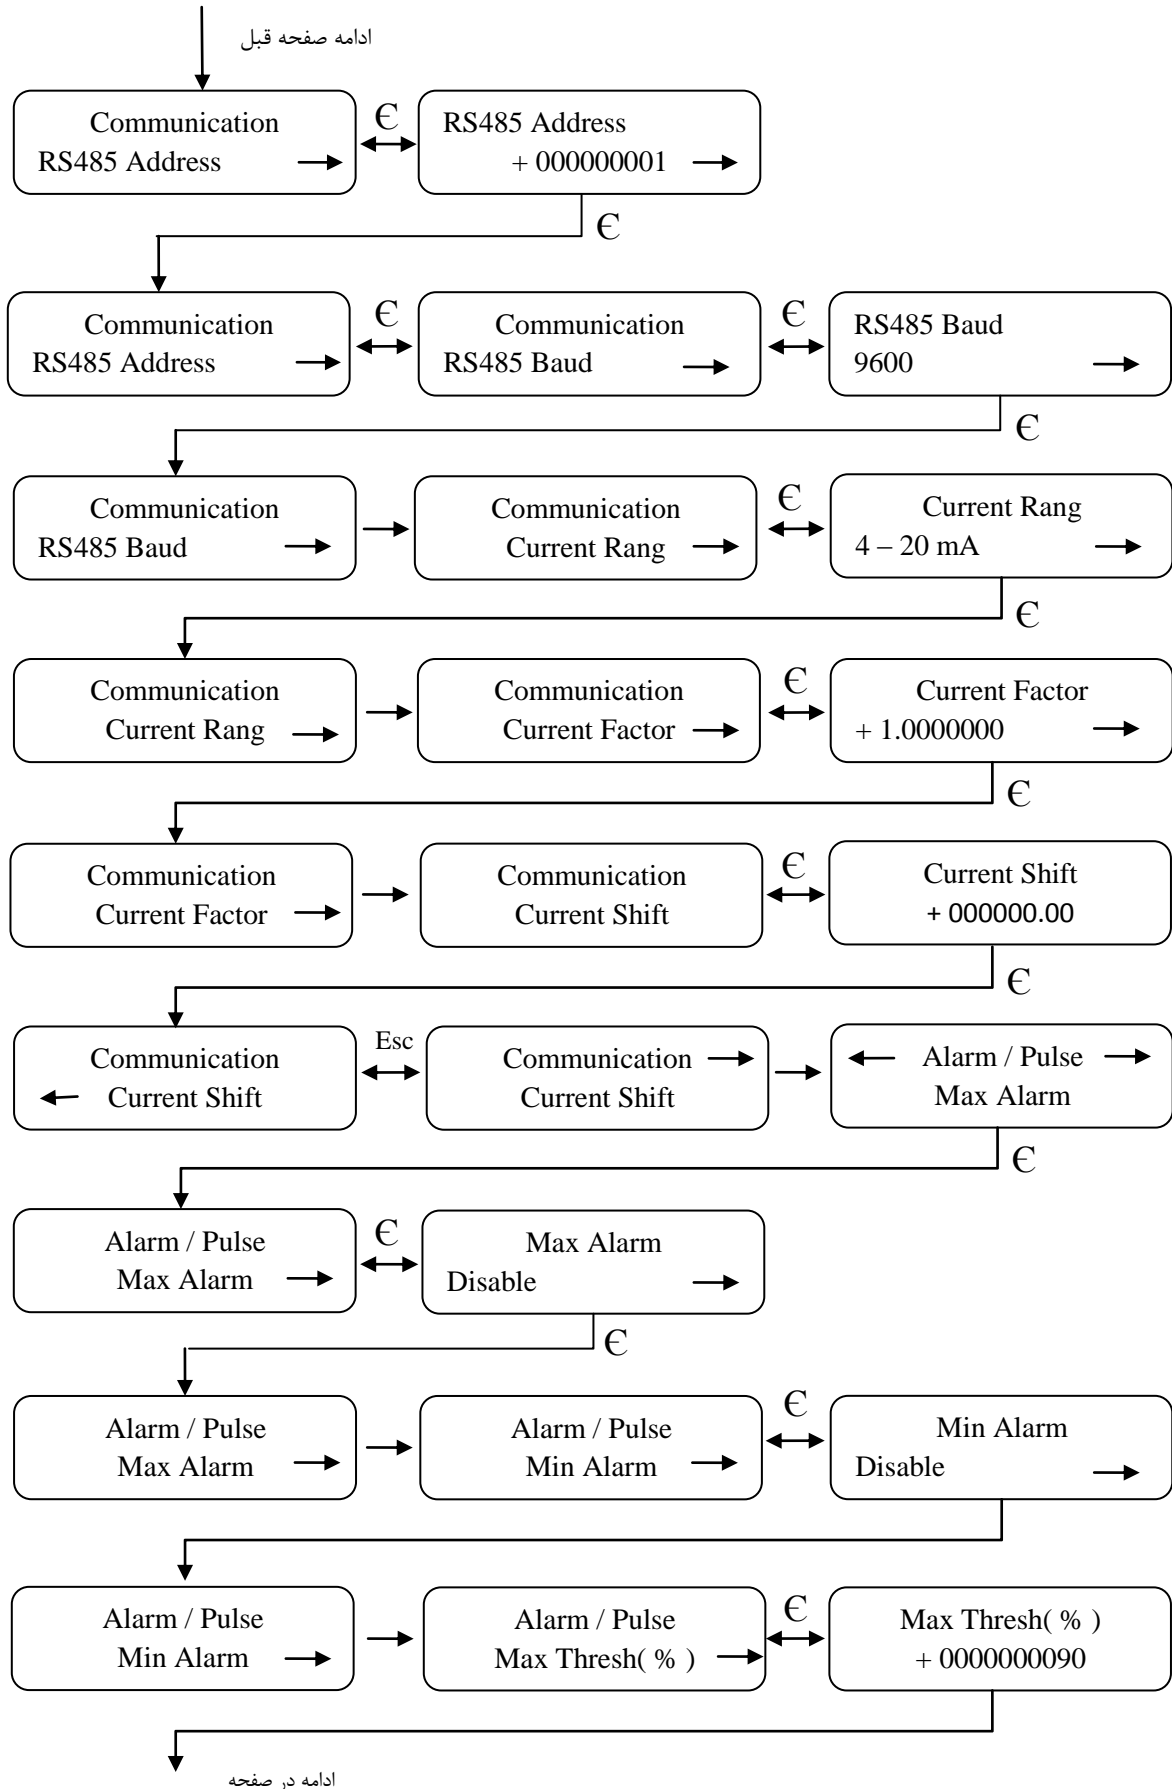 ادامه صفحه قبل
Communication
RS485 Address
Є
RS485 Address
+ 000000001
Є
Communication
RS485 Address
Є
Communication
RS485 Baud
Є
RS485 Baud
9600
Є
Communication
RS485 Baud
Communication
Current Rang
Є
Current Rang
4 – 20 mA
Є
Communication
Current Rang
Communication
Current Factor
Є
Current Factor
+ 1.0000000
Є
Communication
Current Factor
Communication
Current Shift
Є
Current Shift
+ 000000.00
Є
Communication
Current Shift
Esc
Communication
Current Shift
Alarm / Pulse
Max Alarm
Є
Alarm / Pulse
Max Alarm
Є
Max Alarm
Disable
Є
Alarm / Pulse
Max Alarm
Alarm / Pulse
Min Alarm
Є
Min Alarm
Disable
Alarm / Pulse
Min Alarm
Alarm / Pulse
Max Thresh( % )
Є
Max Thresh( % )
+ 0000000090
ادامه در صفحه